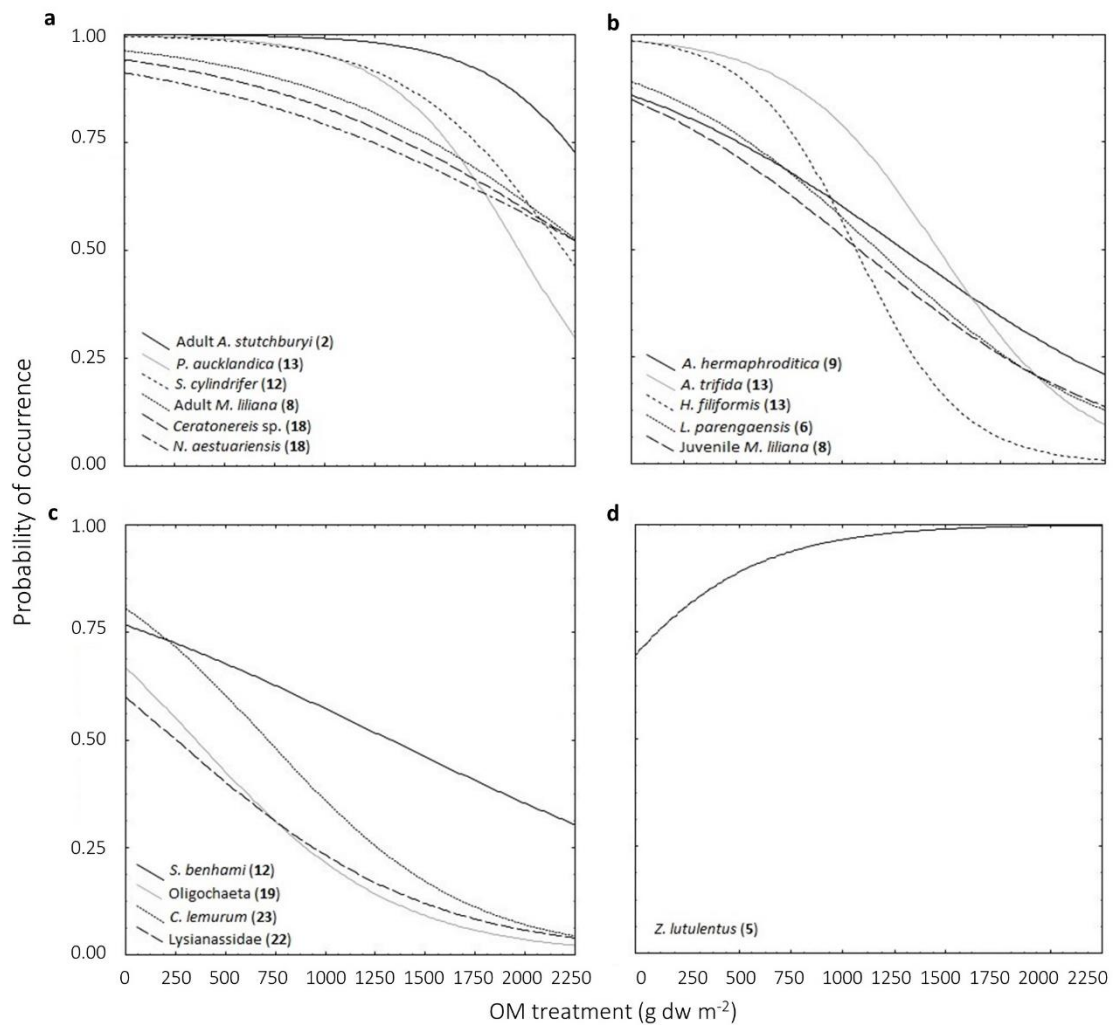 a
b
1.00
0.75
0.50
0.25
0.00
Adult A. stutchburyi (2)
P. aucklandica (13)
S. cylindrifer (12)
Adult M. liliana (8)
Ceratonereis sp. (18)
N. aestuariensis (18)
A. hermaphroditica (9)
A. trifida (13)
H. filiformis (13)
L. parengaensis (6)
Juvenile M. liliana (8)
Probability of occurrence
c
d
1.00
0.75
0.50
0.25
0.00
S. benhami (12)
Oligochaeta (19)
C. lemurum (23)
Lysianassidae (22)
Z. lutulentus (5)
0 250 500 750 1000 1250 1500 1750 2000 2250
0 250 500 750 1000 1250 1500 1750 2000 2250
OM treatment (g dw m⁻²)